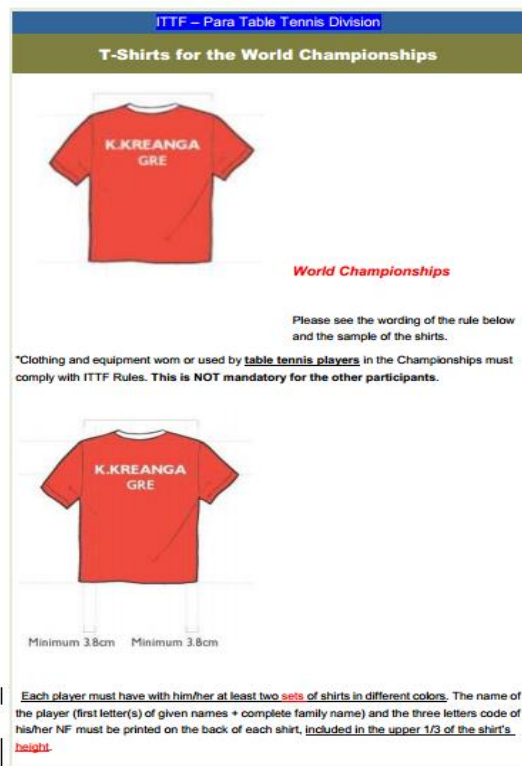 ITTF – Para Table Tennis Division
T-Shirts for the World Championships
K.KREANGA
GRE
World Championships
Please see the wording of the rule below
and the sample of the shirts.
"Clothing and equipment worn or used by table tennis players in the Championships must
comply with ITTF Rules. This is NOT mandatory for the other participants.
K.KREANGA
GRE
Minimum 3.8cm Minimum 3.8cm
Each player must have with him/her at least two sets of shirts in different colors. The name of
the player (first letter(s) of given names + complete family name) and the three letters code of
his/her NF must be printed on the back of each shirt, included in the upper 1/3 of the shirt's
height.